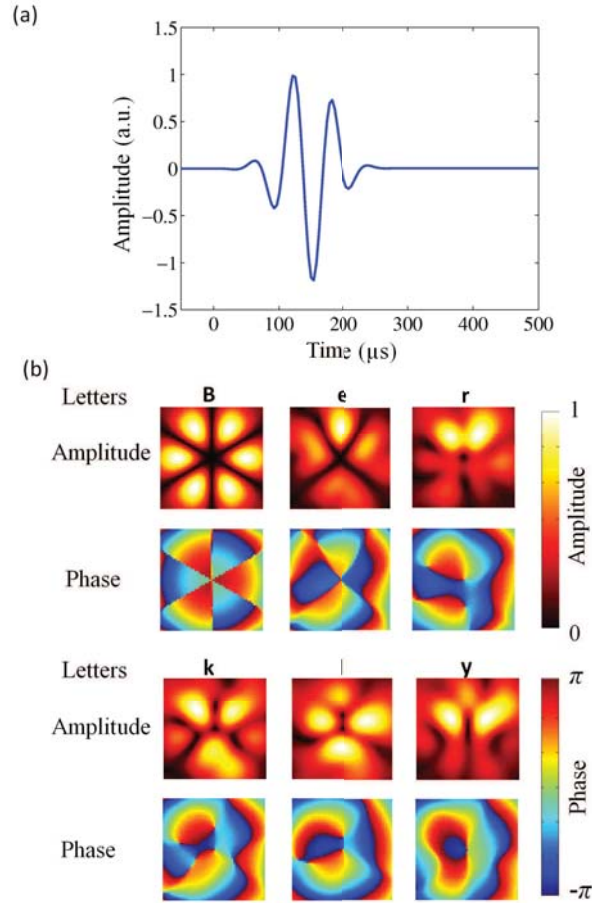 (a)
1.5
1
0.5
0
−0.5
−1
−1.5
Amplitude (a.u.)
0 100 200 300 400 500
Time (µs)
(b)
Letters B e r
Amplitude
Phase
1
Amplitude
0
Letters k l y
Amplitude
Phase
π
Phase
-π